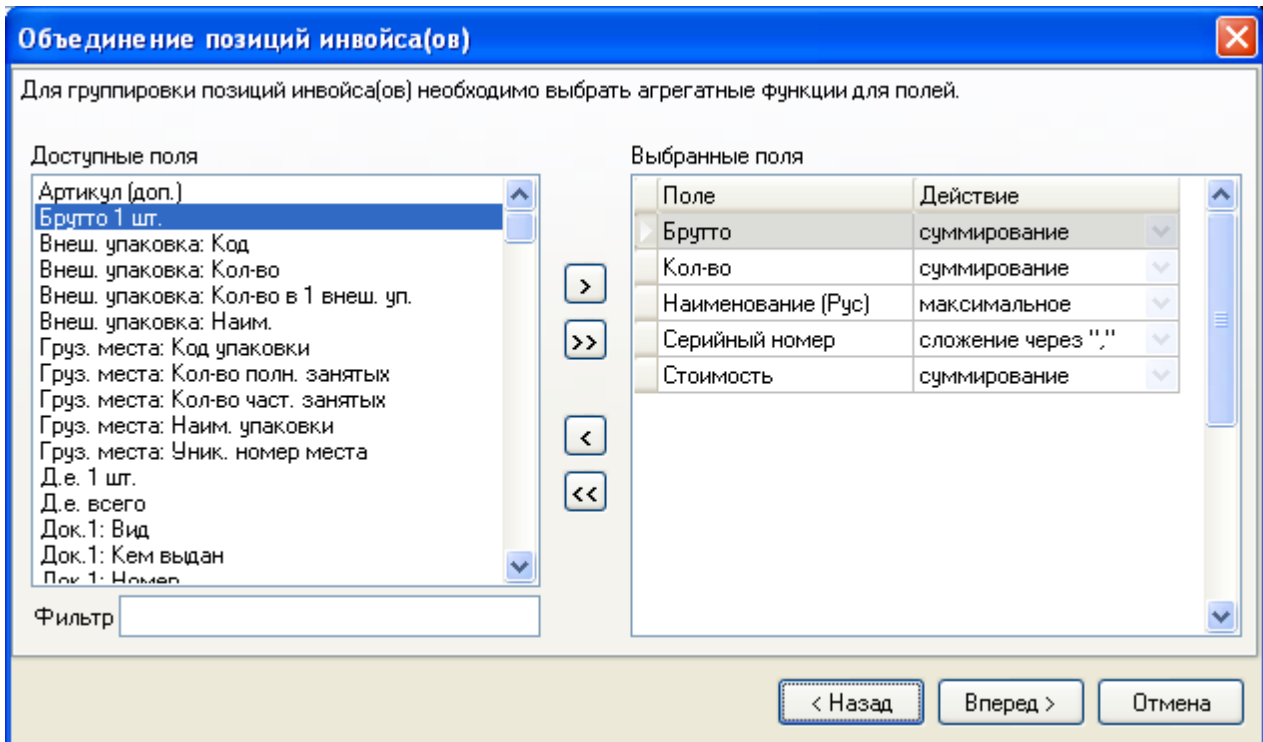 Объединение позиций инвойса(ов)
Для группировки позиций инвойса(ов) необходимо выбрать агрегатные функции для полей.
Доступные поля
Артикул (доп.)
Брутто 1 шт.
Внеш. упаковка: Код
Внеш. упаковка: Кол-во
Внеш. упаковка: Кол-во в 1 внеш. уп.
Внеш. упаковка: Наим.
Груз. места: Код упаковки
Груз. места: Кол-во полн. занятых
Груз. места: Кол-во част. занятых
Груз. места: Наим. упаковки
Груз. места: Уник. номер места
Д.е. 1 шт.
Д.е. всего
Док.1: Вид
Док.1: Кем выдан
Док.1: Номер
Фильтр
>
>>
<
<<
Выбранные поля
Поле Действие
Брутто суммирование
Кол-во суммирование
Наименование (Рус) максимальное
Серийный номер сложение через ","
Стоимость суммирование
< Назад Вперед > Отмена